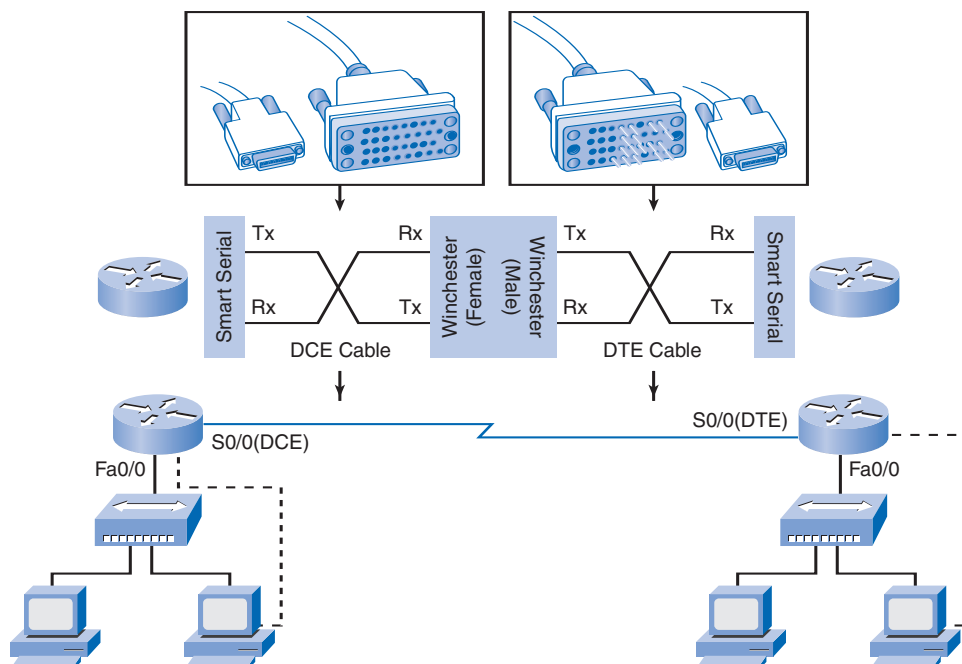 Tx
Rx
Tx
Rx
Smart Serial
Winchester
(Female)
Winchester
(Male)
Smart Serial
Rx
Tx
Rx
Tx
DCE Cable
DTE Cable
S0/0(DCE)
S0/0(DTE)
Fa0/0
Fa0/0